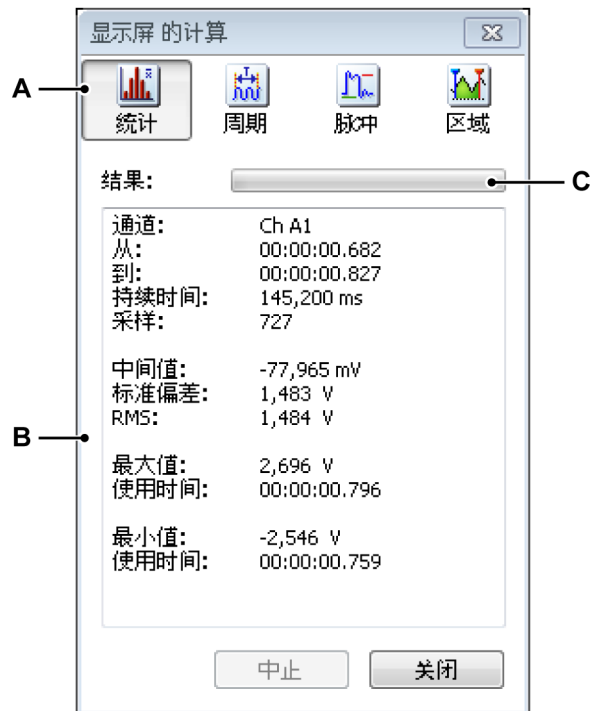 显示屏 的计算
A
统计 周期 脉冲 区域
结果:
C
通道: Ch A1
从: 00:00:00.682
到: 00:00:00.827
持续时间: 145,200 ms
采样: 727
中间值: -77,965 mV
标准偏差: 1,483 V
RMS: 1,484 V
B
最大值: 2,696 V
使用时间: 00:00:00.796
最小值: -2,546 V
使用时间: 00:00:00.759
中止 关闭